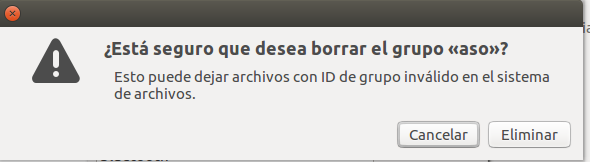 ¿Está seguro que desea borrar el grupo «aso»?
Esto puede dejar archivos con ID de grupo inválido en el sistema
de archivos.
Cancelar
Eliminar